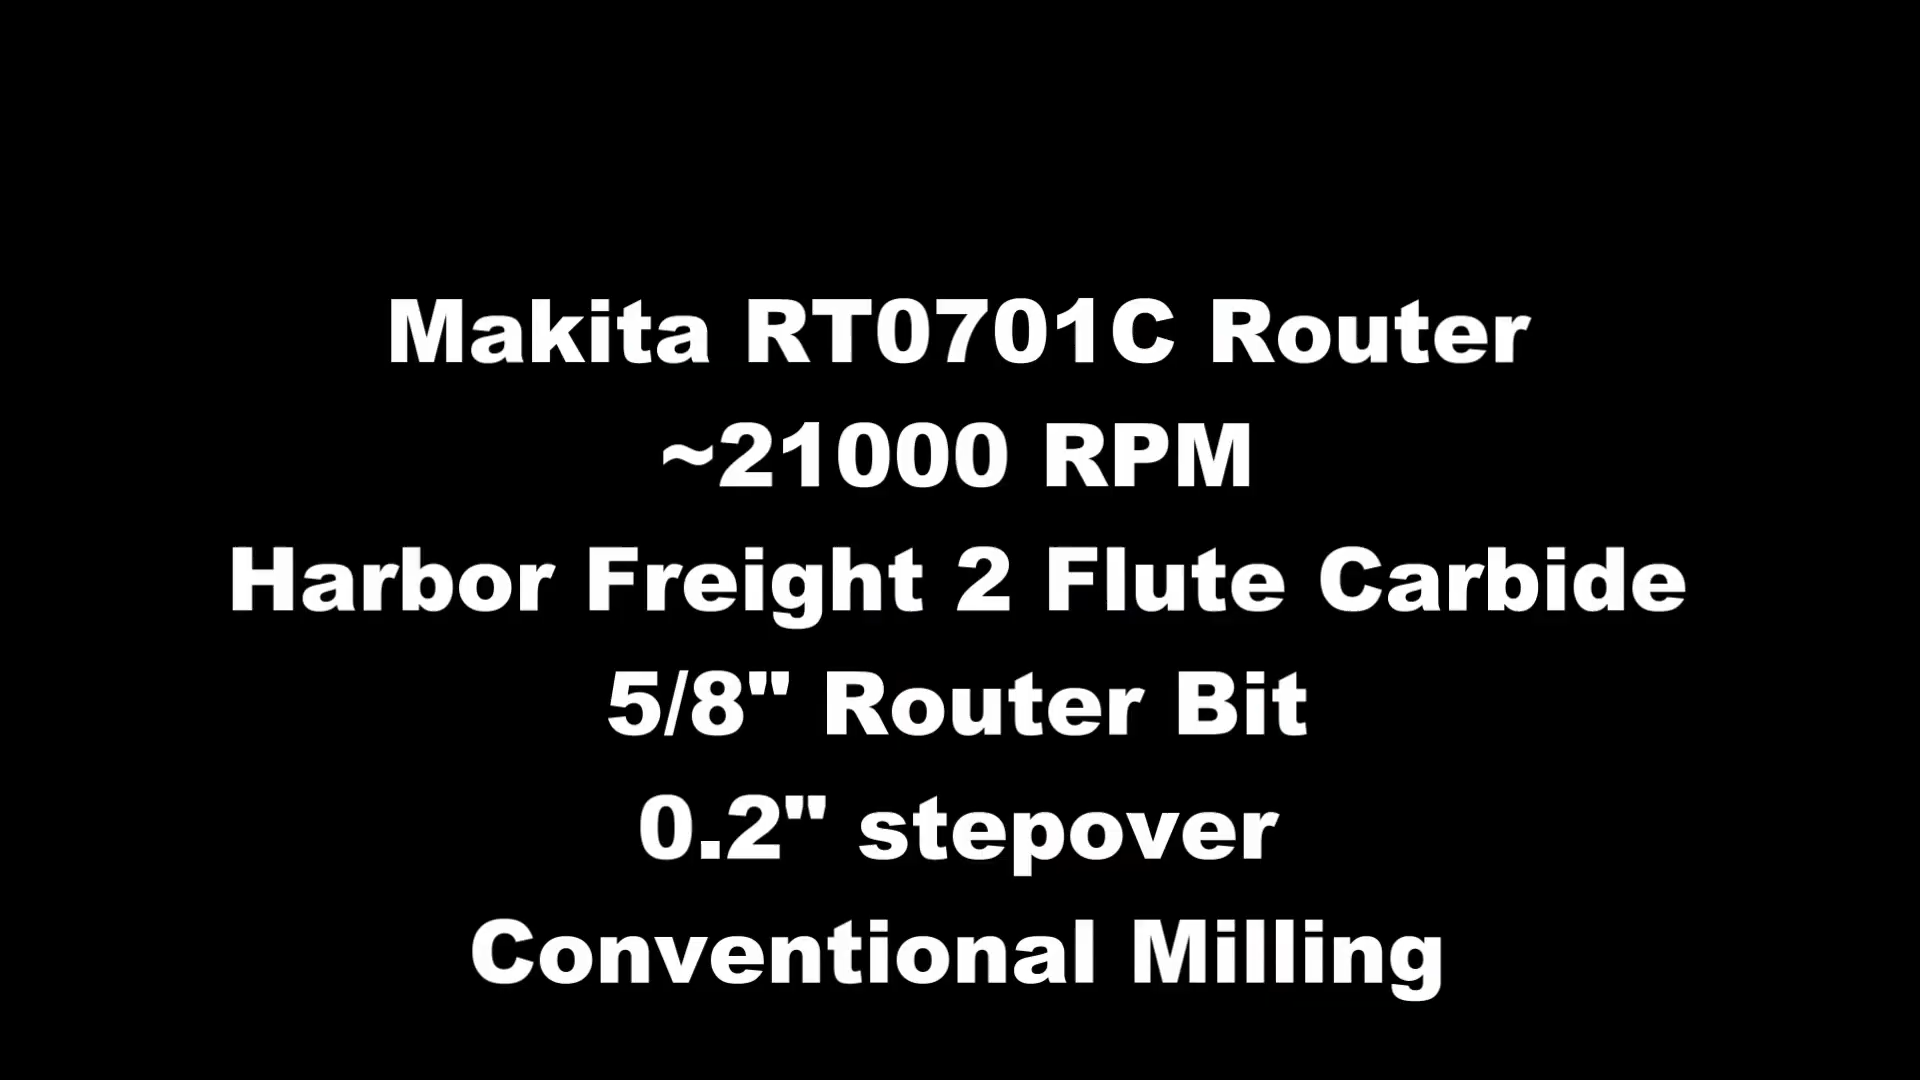 Makita RT0701C Router
~21000 RPM
Harbor Freight 2 Flute Carbide
5/8" Router Bit
0.2" stepover
Conventional Milling